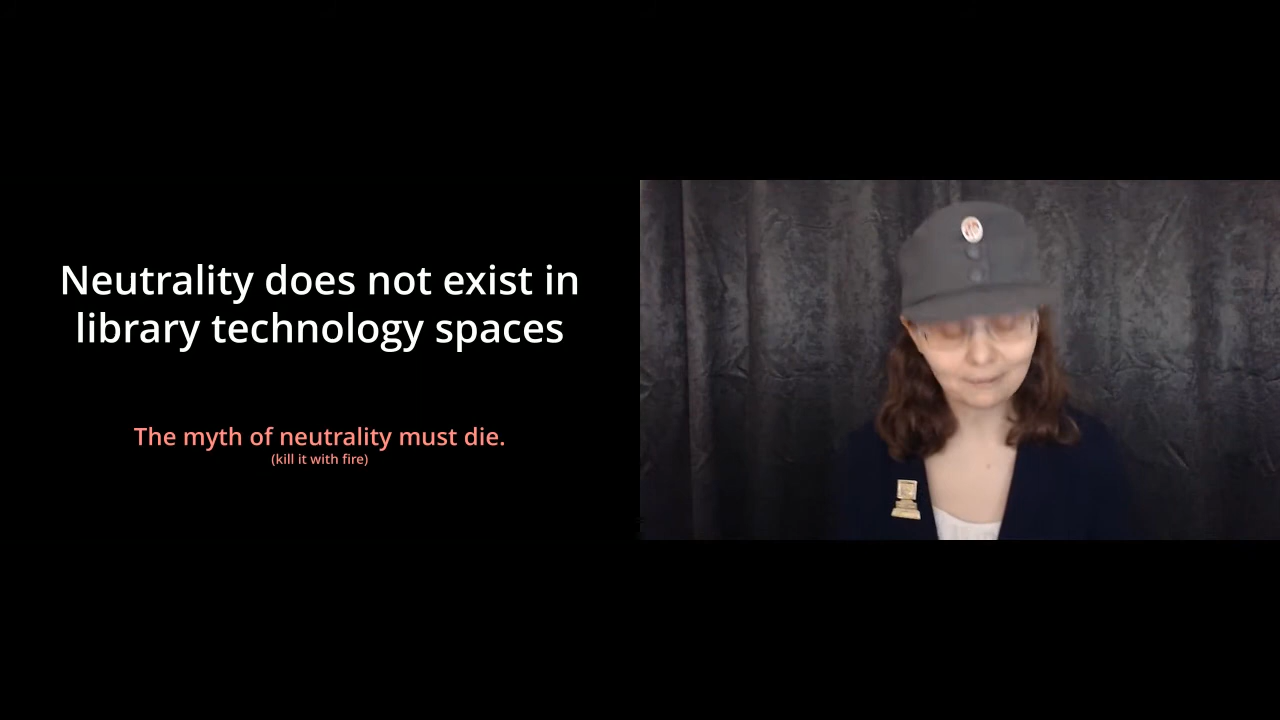 Neutrality does not exist in
library technology spaces
The myth of neutrality must die.
(kill it with fire)